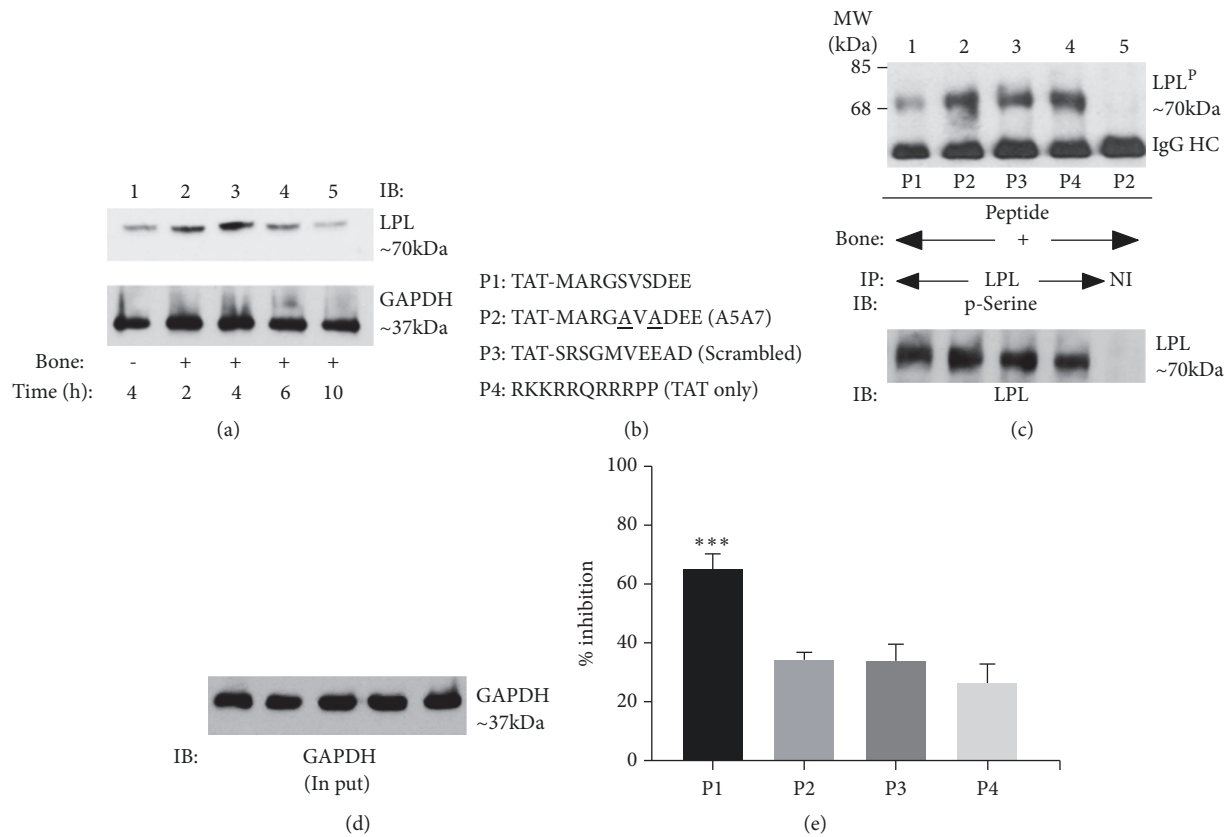 1 2 3 4 5 IB:
LPL
~70kDa
GAPDH
~37kDa
Bone: - + + + +
Time (h): 4 2 4 6 10
(a)
P1: TAT-MARGSVSDEE
P2: TAT-MARGAVADEE (A5A7)
P3: TAT-SRSGMVEEAD (Scrambled)
P4: RKKRRQRRRPP (TAT only)
(b)
MW
(kDa) 1 2 3 4 5
85
68
LPLP
~70kDa
IgG HC
P1 P2 P3 P4 P2
Peptide
Bone: +
IP: LPL NI
IB: p-Serine
LPL
~70kDa
IB: LPL
(c)
GAPDH
~37kDa
IB: GAPDH
(In put)
(d)
100
80
60
40
20
0
% inhibition
***
P1 P2 P3 P4
(e)